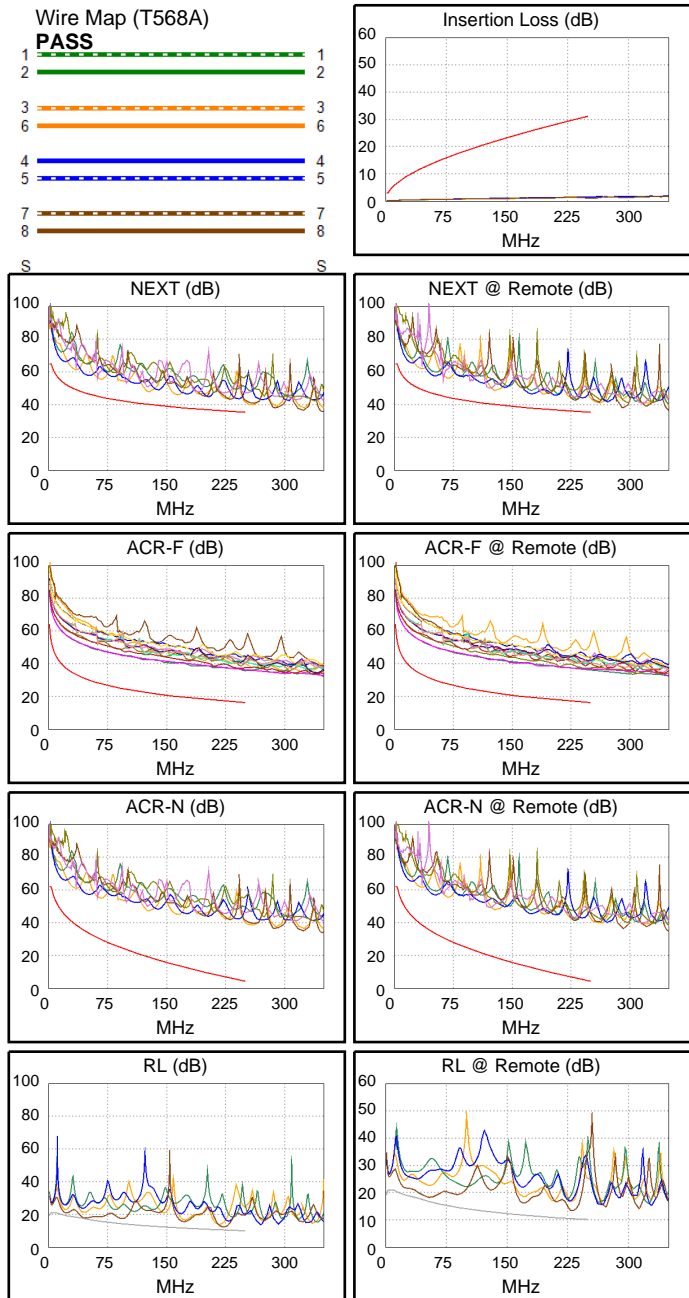 Wire Map (T568A)
PASS
1 1
2 2
3 3
6 6
4 4
5 5
7 7
8 8
S S
Insertion Loss (dB)
60
50
40
30
20
10
0
0 75 150 225 300
MHz
NEXT (dB)
100
80
60
40
20
0
0 75 150 225 300
MHz
NEXT @ Remote (dB)
100
80
60
40
20
0
0 75 150 225 300
MHz
ACR-F (dB)
100
80
60
40
20
0
0 75 150 225 300
MHz
ACR-F @ Remote (dB)
100
80
60
40
20
0
0 75 150 225 300
MHz
ACR-N (dB)
100
80
60
40
20
0
0 75 150 225 300
MHz
ACR-N @ Remote (dB)
100
80
60
40
20
0
0 75 150 225 300
MHz
RL (dB)
100
80
60
40
20
0
0 75 150 225 300
MHz
RL @ Remote (dB)
60
50
40
30
20
10
0
0 75 150 225 300
MHz